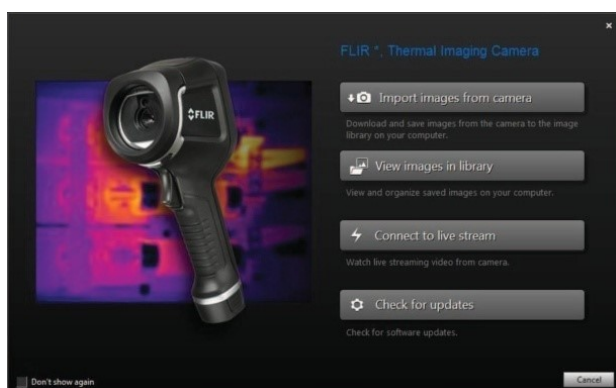 FLIR *. Thermal Imaging Camera
FLIR
Import images from camera
Download and save images from the camera to the image
library on your computer.
View images in library
View and organize saved images on your computer.
Connect to live stream
Watch live streaming video from camera.
Check for updates
Check for software updates.
Don't show again
Cancel